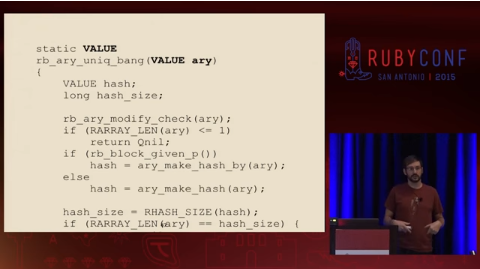 static VALUE
rb_ary_uniq_bang(VALUE ary)
{
    VALUE hash;
    long hash_size;

    rb_ary_modify_check(ary);
    if (RARRAY_LEN(ary) <= 1)
        return Qnil;
    if (rb_block_given_p())
        hash = ary_make_hash_by(ary);
    else
        hash = ary_make_hash(ary);

    hash_size = RHASH_SIZE(hash);
    if (RARRAY_LEN(ary) == hash_size) {
RUBYCONF
SAN ANTONIO | 2015